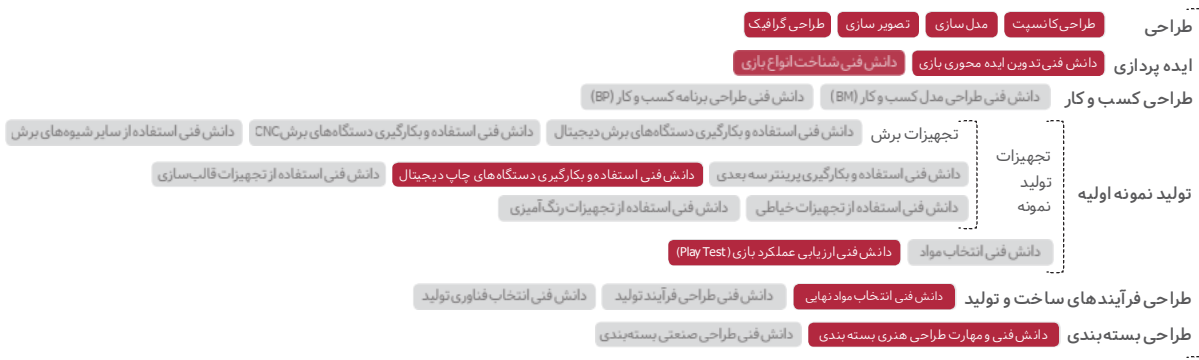 طراحی طراحی کانسپت مدل سازی تصویر سازی طراحی گرافیک
ایده پردازی دانش فنی تدوین ایده محوری بازی دانش فنی شناخت انواع بازی
طراحی کسب و کار دانش فنی طراحی مدل کسب و کار (BM) دانش فنی طراحی برنامه کسب و کار (BP)
تجهیزات برش دانش فنی استفاده و بکارگیری دستگاه‌های برش دیجیتال دانش فنی استفاده و بکارگیری دستگاه‌های برش CNC دانش فنی استفاده از سایر شیوه‌های برش
تولید نمونه اولیه
تجهیزات
تولید
نمونه
دانش فنی استفاده و بکارگیری پرینتر سه بعدی دانش فنی استفاده و بکارگیری دستگاه های چاپ دیجیتال دانش فنی استفاده از تجهیزات قالب‌سازی
دانش فنی استفاده از تجهیزات خیاطی دانش فنی استفاده از تجهیزات رنگ‌آمیزی
دانش فنی انتخاب مواد دانش فنی ارزیابی عملکرد بازی (Play Test)
طراحی فرآیندهای ساخت و تولید دانش فنی انتخاب مواد نهایی دانش فنی طراحی فرآیند تولید دانش فنی انتخاب فناوری تولید
طراحی بسته‌بندی دانش فنی و مهارت طراحی هنری بسته بندی دانش فنی طراحی صنعتی بسته‌بندی